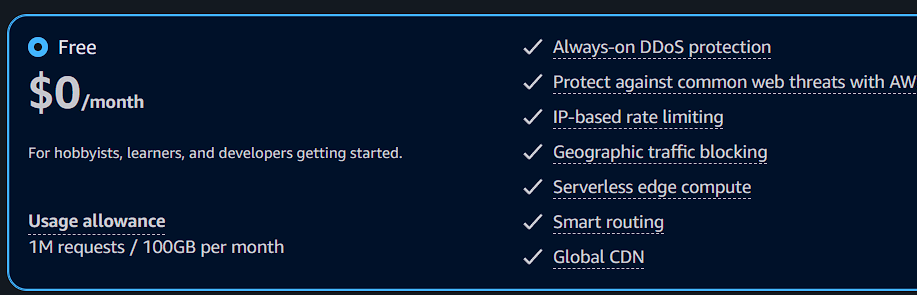 Free
$0/month
For hobbyists, learners, and developers getting started.
Usage allowance
1M requests / 100GB per month
Always-on DDoS protection
Protect against common web threats with AW
IP-based rate limiting
Geographic traffic blocking
Serverless edge compute
Smart routing
Global CDN